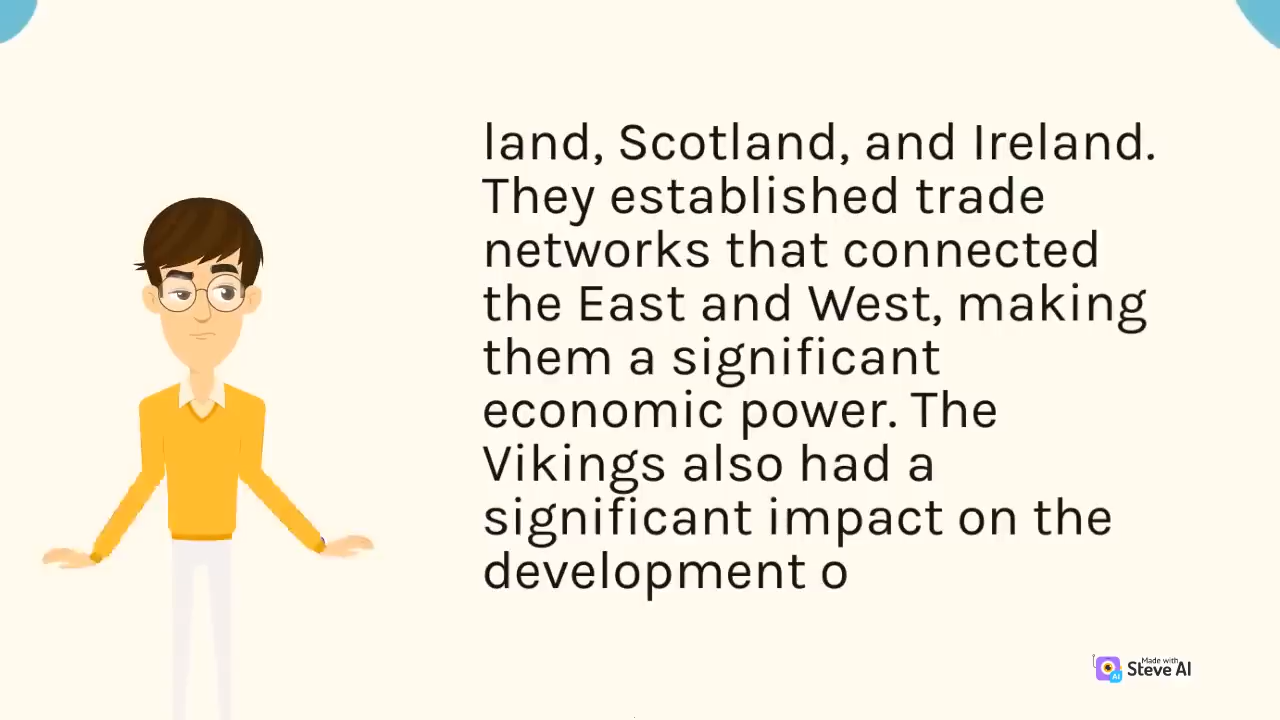 land, Scotland, and Ireland.
They established trade
networks that connected
the East and West, making
them a significant
economic power. The
Vikings also had a
significant impact on the
development o
Made with
Steve AI
AI